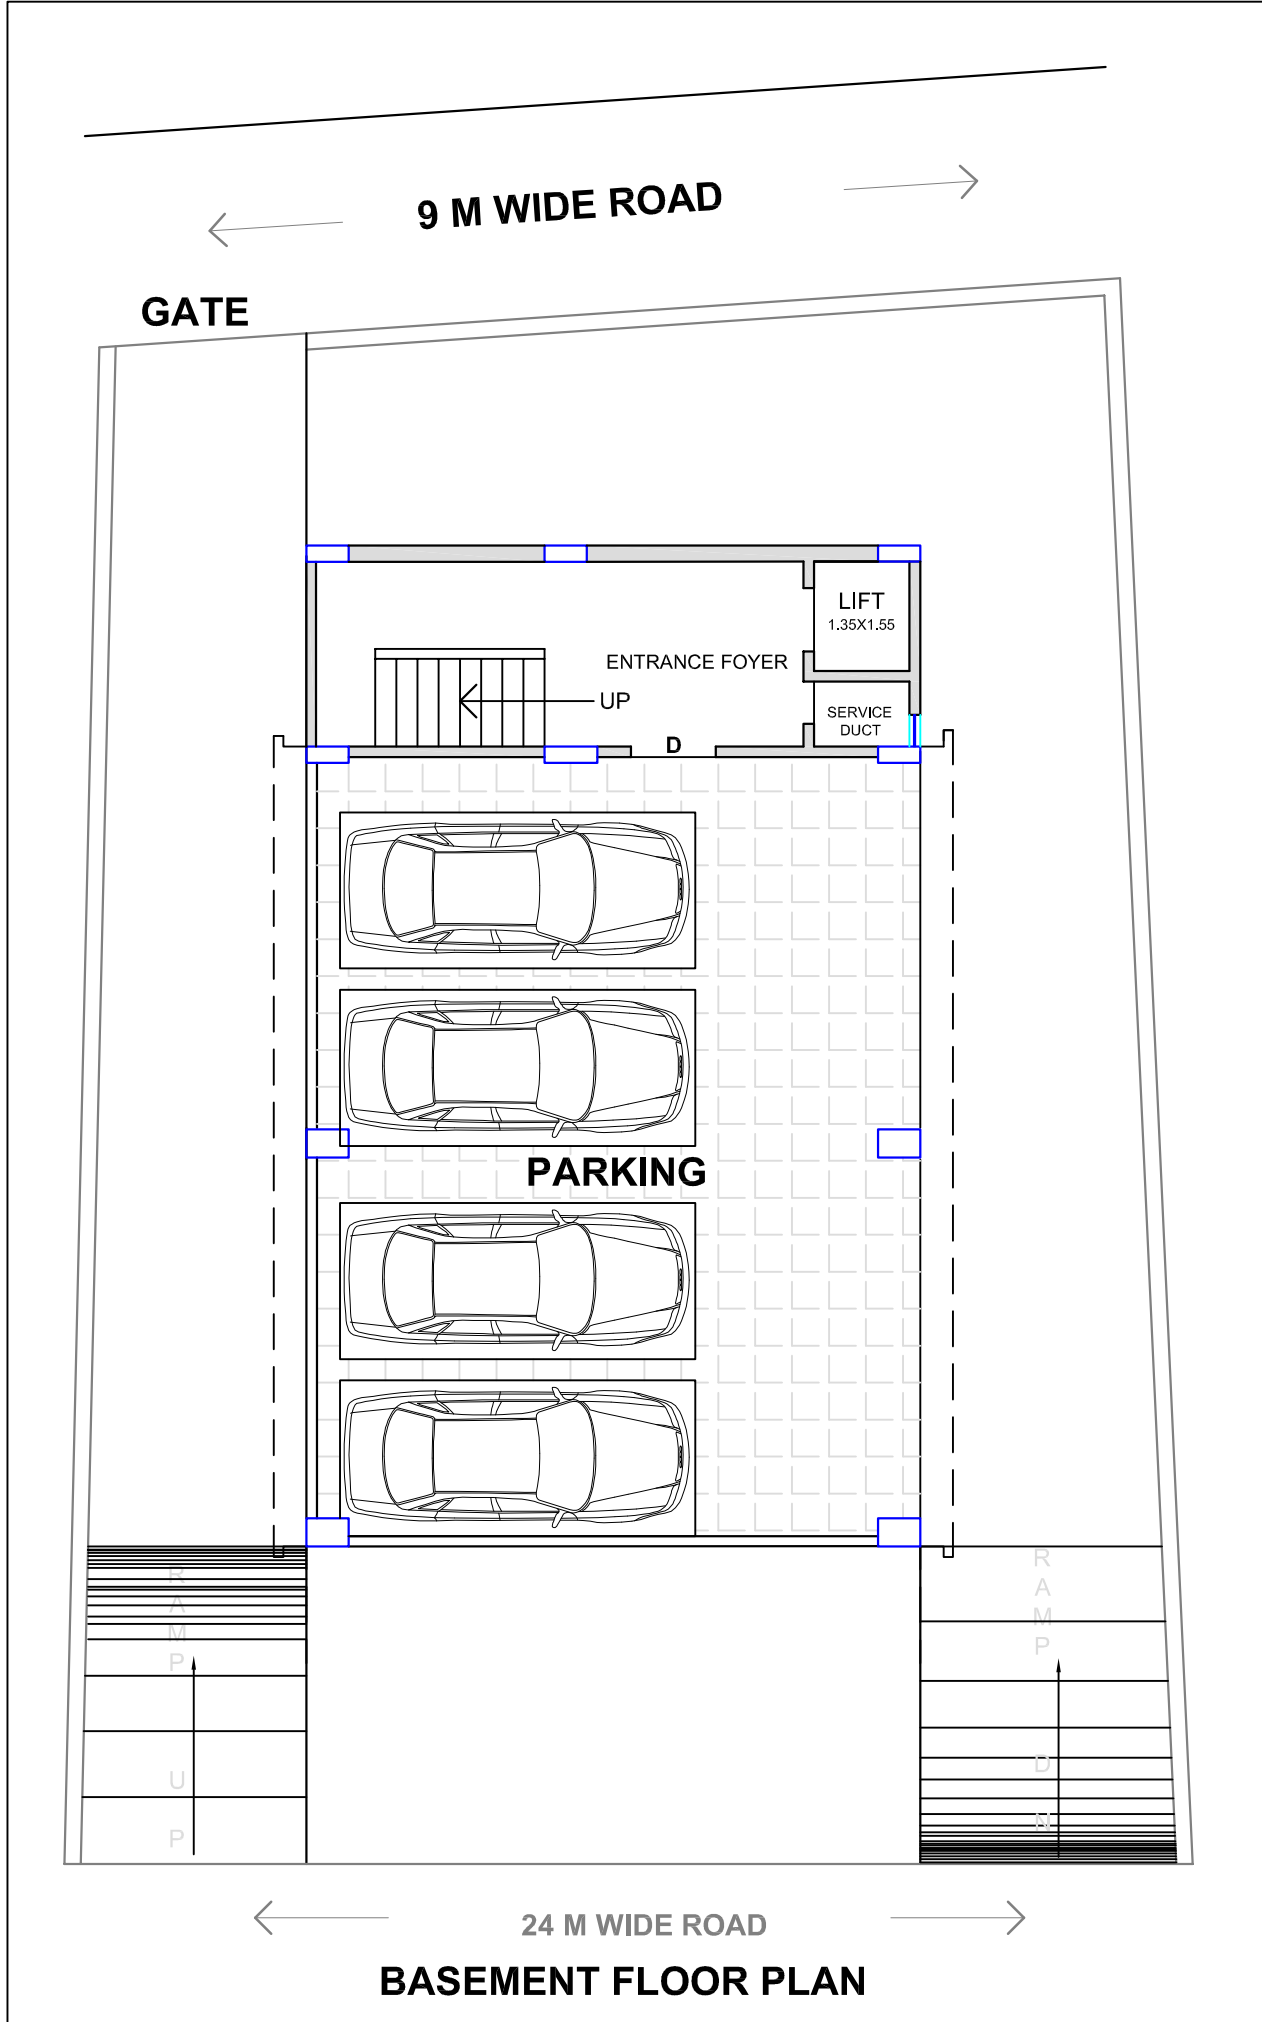 9 M WIDE ROAD
GATE
LIFT
1.35X1.55
ENTRANCE FOYER
UP
SERVICE
DUCT
D
PARKING
RAMP
UP
RAMP
DN
24 M WIDE ROAD
BASEMENT FLOOR PLAN